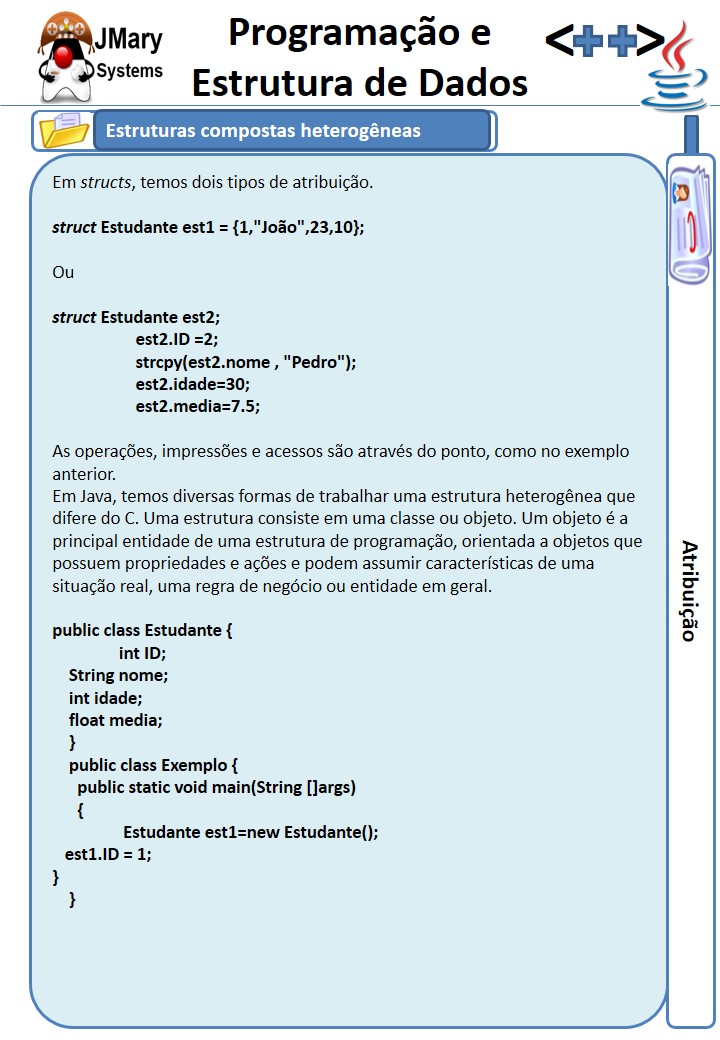 JMary
Systems
Programação e
Estrutura de Dados
<++>
Estruturas compostas heterogêneas
Em structs, temos dois tipos de atribuição.
struct Estudante est1 = {1,"João",23,10};
Ou
struct Estudante est2;
est2.ID =2;
strcpy(est2.nome , "Pedro");
est2.idade=30;
est2.media=7.5;
As operações, impressões e acessos são através do ponto, como no exemplo
anterior.
Em Java, temos diversas formas de trabalhar uma estrutura heterogênea que
difere do C. Uma estrutura consiste em uma classe ou objeto. Um objeto é a
principal entidade de uma estrutura de programação, orientada a objetos que
possuem propriedades e ações e podem assumir características de uma
situação real, uma regra de negócio ou entidade em geral.
public class Estudante {
int ID;
String nome;
int idade;
float media;
}
public class Exemplo {
public static void main(String []args)
{
Estudante est1=new Estudante();
est1.ID = 1;
}
}
Atribuição